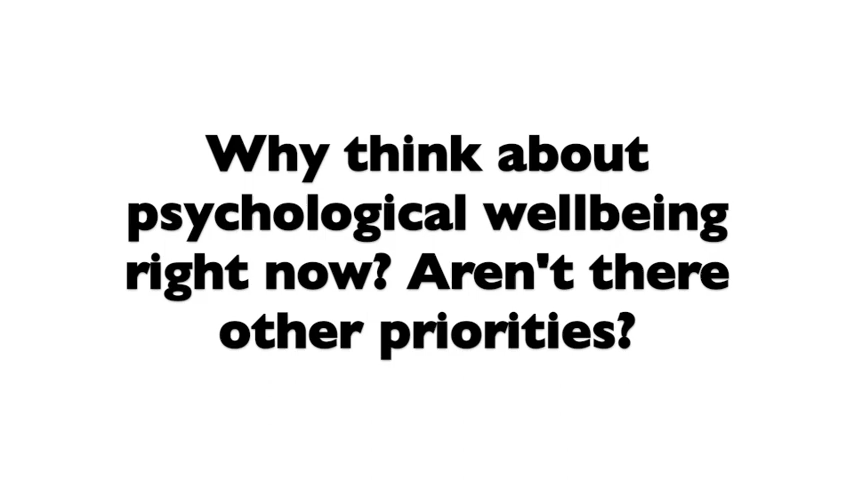 Why think about
psychological wellbeing
right now? Aren't there
other priorities?